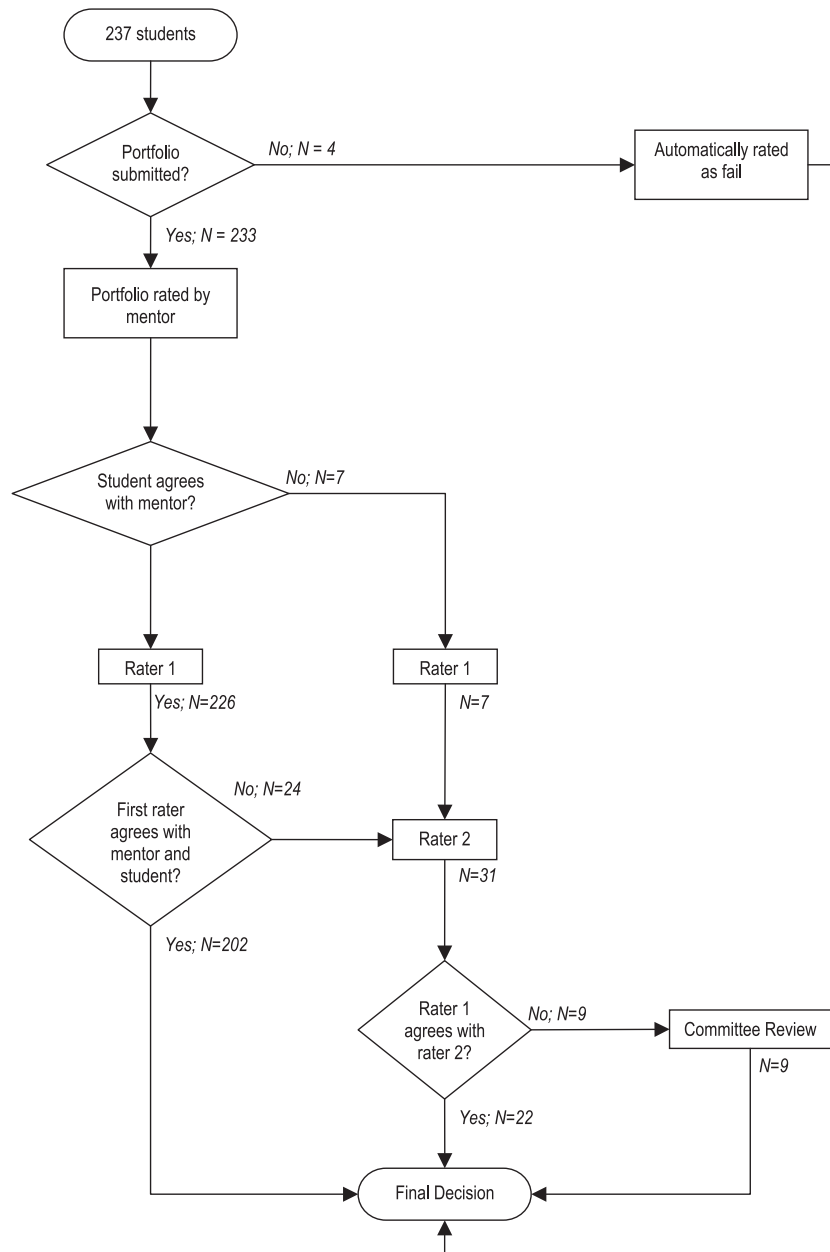 237 students
Portfolio
submitted?
No; N = 4
Automatically rated
as fail
Yes; N = 233
Portfolio rated by
mentor
Student agrees
with mentor?
No; N=7
Rater 1
Yes; N=226
Rater 1
N=7
First rater
agrees with
mentor and
student?
No; N=24
Rater 2
N=31
Yes; N=202
Rater 1
agrees with
rater 2?
No; N=9
Committee Review
N=9
Yes; N=22
Final Decision